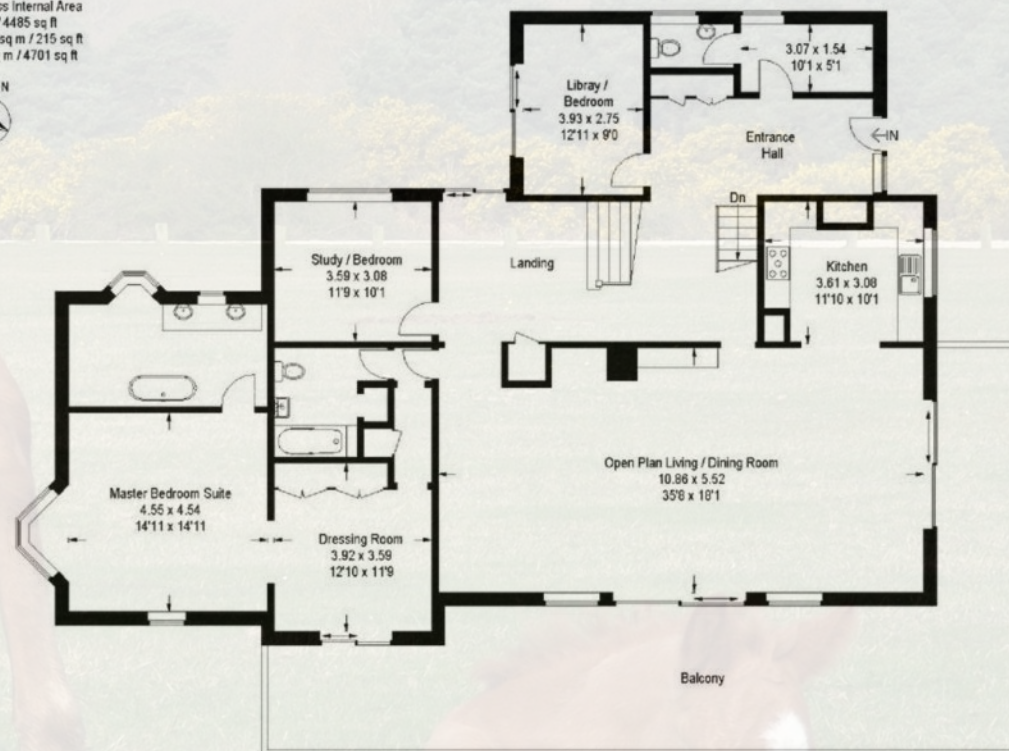 ss Internal Area
/ 4485 sq ft
sq m / 215 sq ft
m / 4701 sq ft
N
Libray /
Bedroom
3.93 x 2.75
12'11 x 9'0
3.07 x 1.54
10'1 x 5'1
Entrance
Hall
IN
Dn
Study / Bedroom
3.59 x 3.08
11'9 x 10'1
Landing
Kitchen
3.61 x 3.08
11'10 x 10'1
Master Bedroom Suite
4.55 x 4.54
14'11 x 14'11
Dressing Room
3.92 x 3.59
12'10 x 11'9
Open Plan Living / Dining Room
10.86 x 5.52
35'8 x 18'1
Balcony